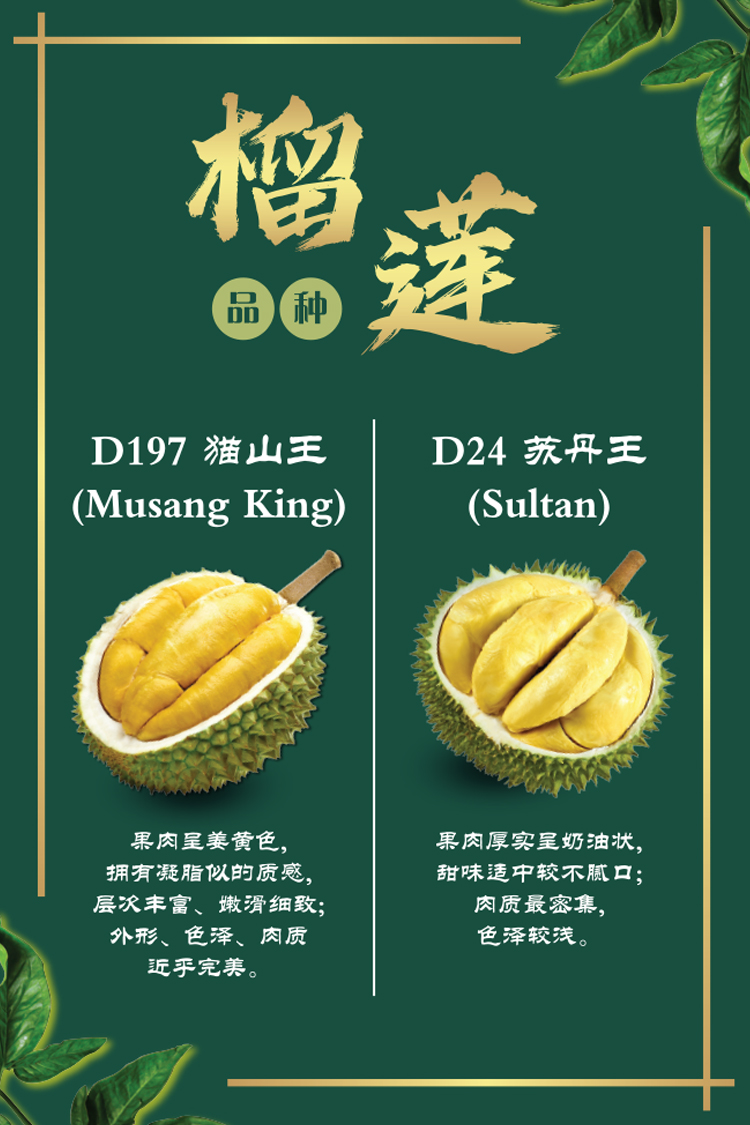 榴莲
品种
D197 猫山王
(Musang King)
果肉呈姜黄色,
拥有凝脂似的质感,
层次丰富、嫩滑细致;
外形、色泽、肉质
近乎完美。
D24 苏丹王
(Sultan)
果肉厚实呈奶油状,
甜味适中较不腻口;
肉质最密集,
色泽较浅。